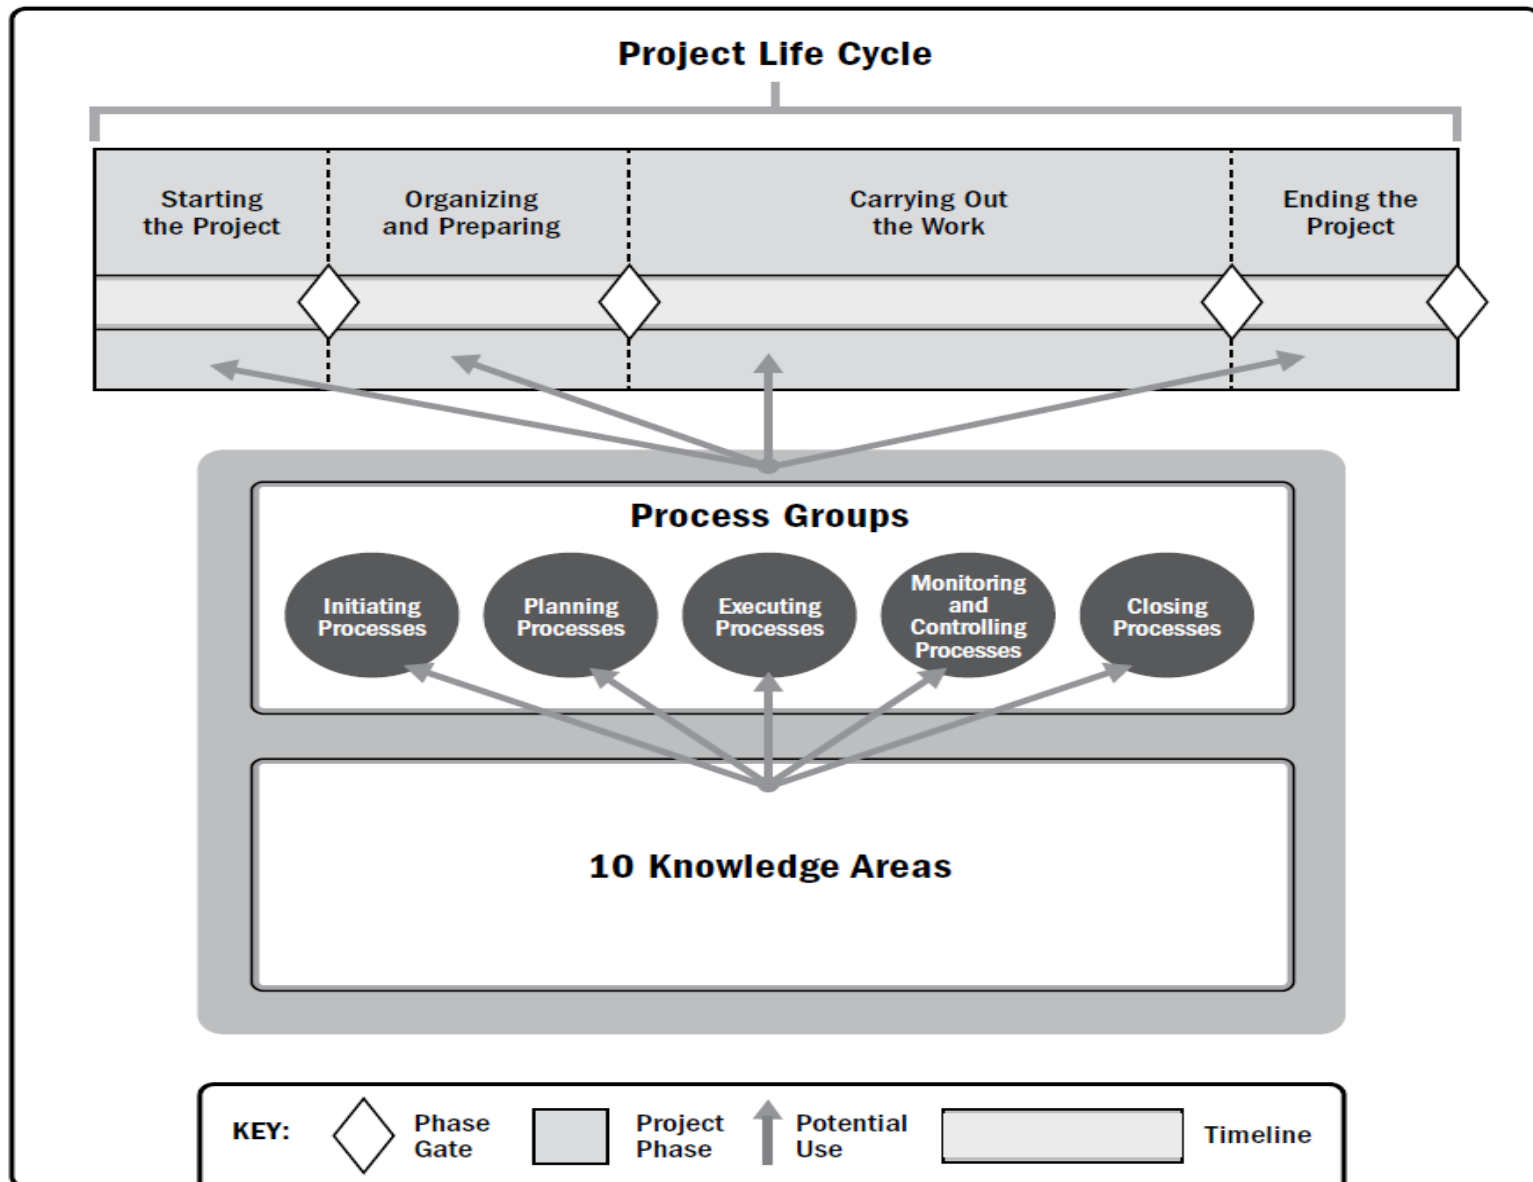 Project Life Cycle
Starting
the Project
Organizing
and Preparing
Carrying Out
the Work
Ending the
Project
Process Groups
Initiating
Processes
Planning
Processes
Executing
Processes
Monitoring
and
Controlling
Processes
Closing
Processes
10 Knowledge Areas
KEY:
Phase
Gate
Project
Phase
Potential
Use
Timeline